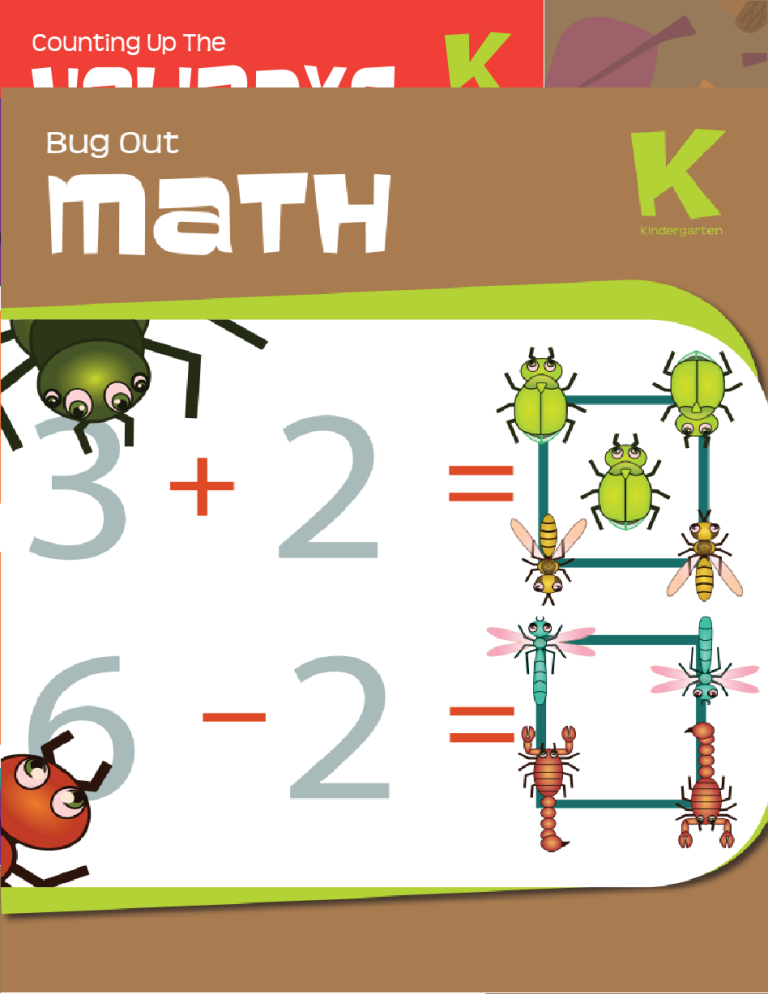 Counting Up The
K
Bug Out
MaTH
K
Kindergarten
3 + 2 =
6 − 2 =